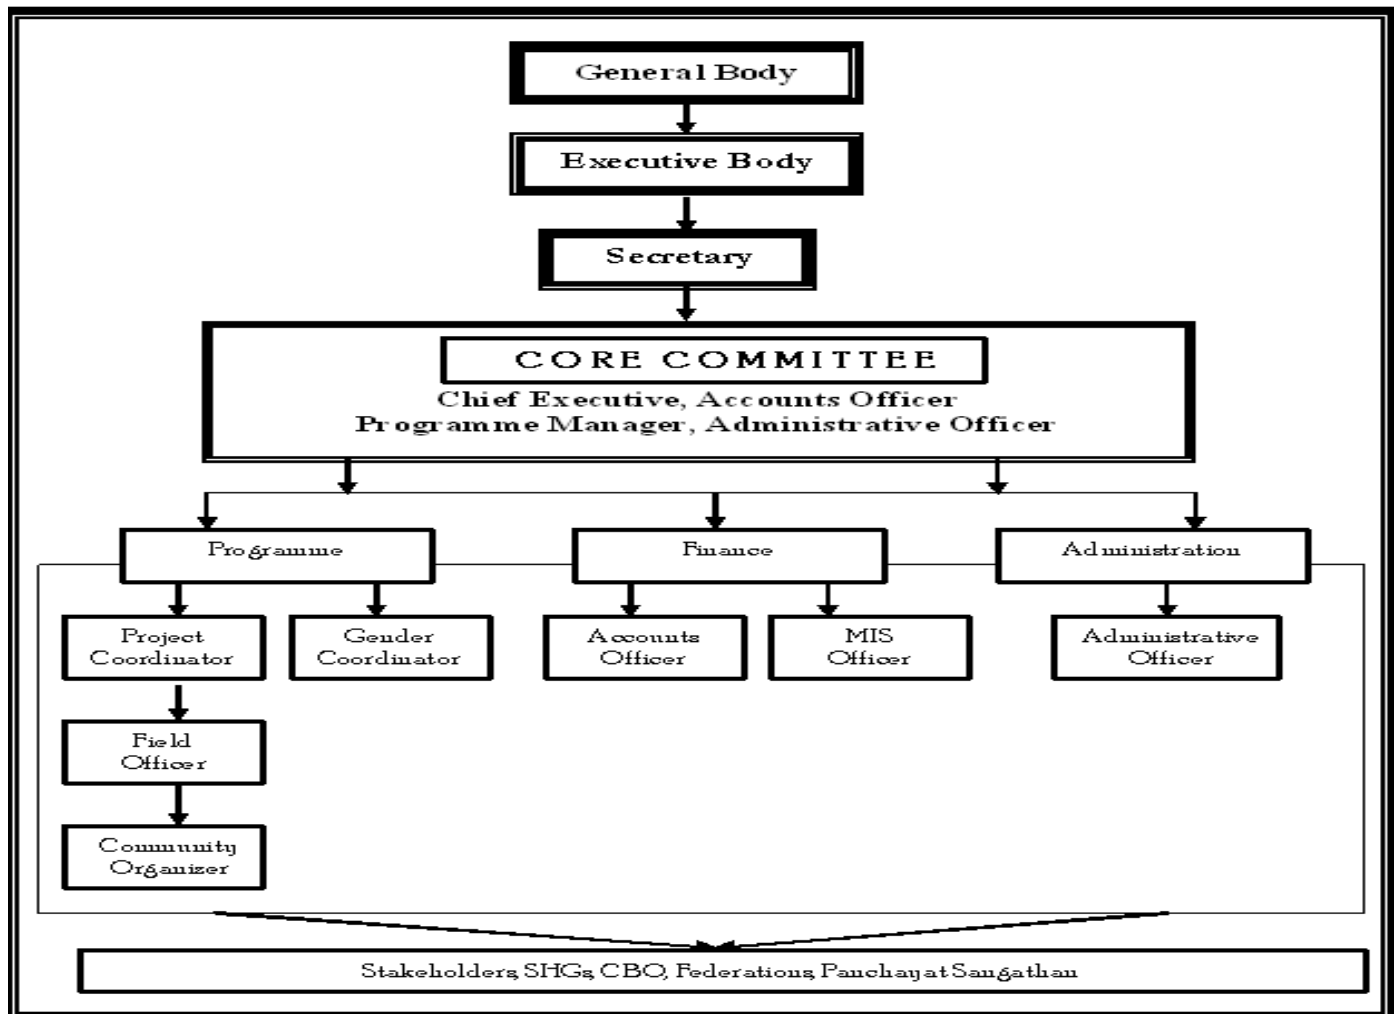 General Body
Executive Body
Secretary
CORE COMMITTEE
Chief Executive, Accounts Officer
Programme Manager, Administrative Officer
Programme
Finance
Administration
Project
Coordinator
Gender
Coordinator
Accounts
Officer
MIS
Officer
Administrative
Officer
Field
Officer
Community
Organizer
Stakeholders, SHGs, CBO, Federations, Panchayat Sangathan